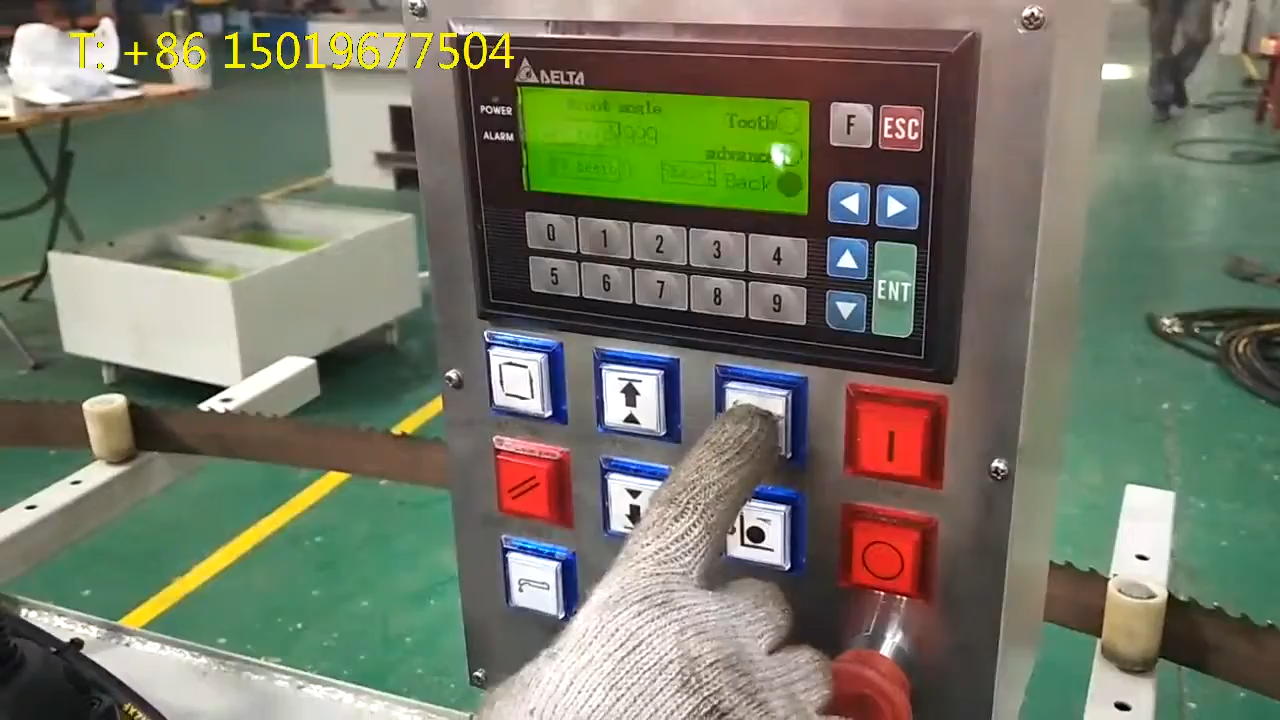 T: +86 15019677504
DELTA
POWER
ALARM
angle
Tooth
advance
Back
F
ESC
0 1 2 3 4
5 6 7 8 9
ENT